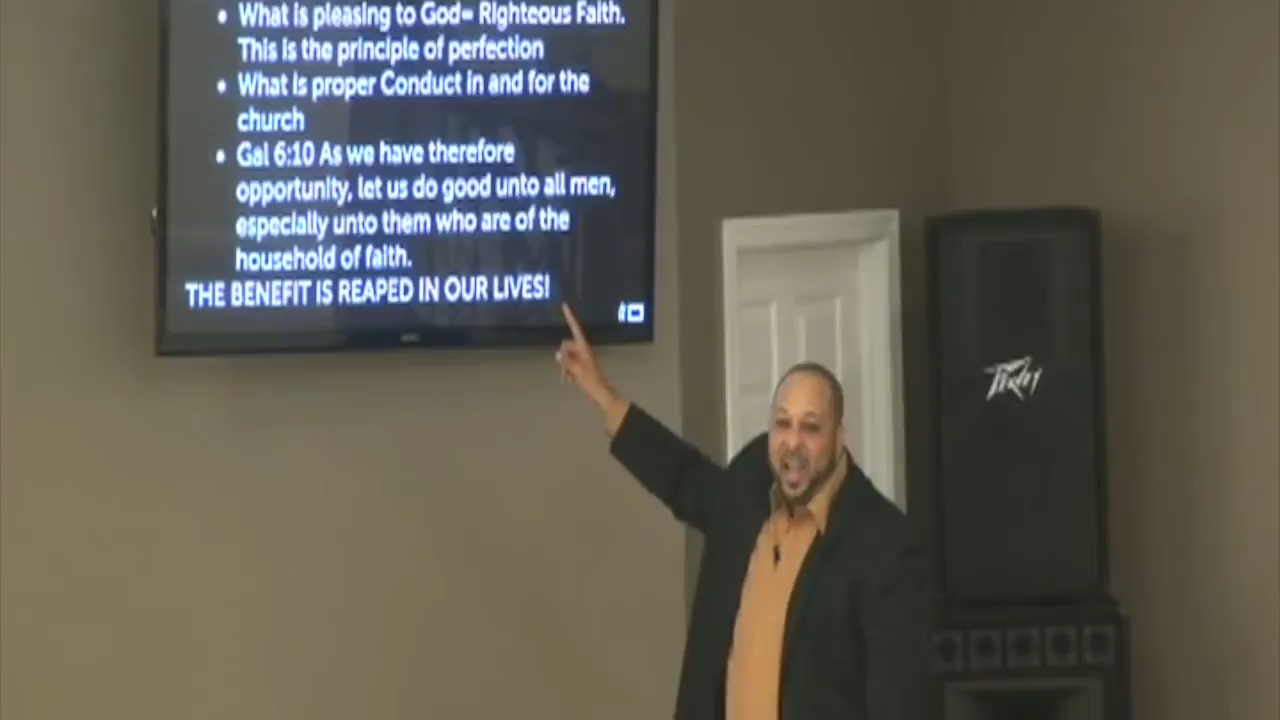 • What is pleasing to God= Righteous Faith.
This is the principle of perfection
• What is proper Conduct in and for the
church
• Gal 6:10 As we have therefore
opportunity, let us do good unto all men,
especially unto them who are of the
household of faith.
THE BENEFIT IS REAPED IN OUR LIVES!
PEAVEY